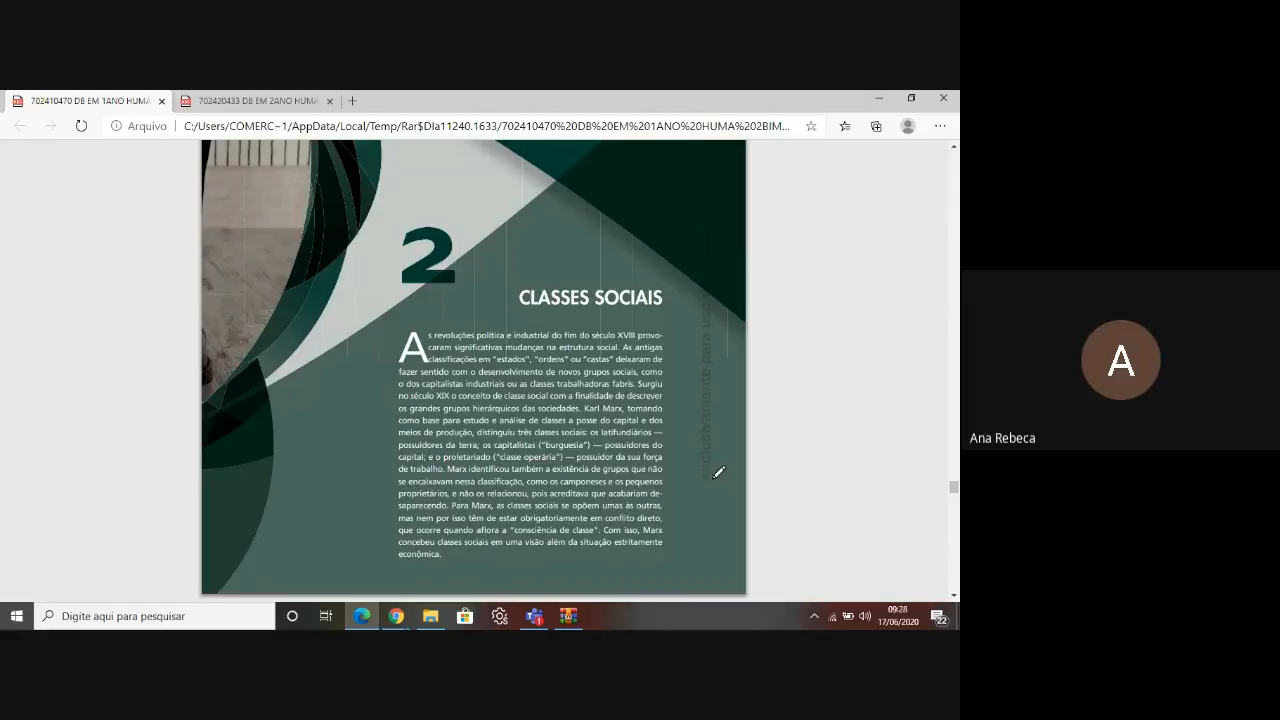 702410470 DB EM 1ANO HUMA
702420433 DB EM 2ANO HUMA
Arquivo
C:/Users/COMERC~1/AppData/Local/Temp/Rar$DIa11240.1633/702410470%20DB%20EM%201ANO%20HUMA%202BIM...
2
CLASSES SOCIAIS
As revoluções política e industrial do fim do século XVIII provo-
caram significativas mudanças na estrutura social. As antigas
classificações em “estados”, “ordens” ou “castas” deixaram de
fazer sentido com o desenvolvimento de novos grupos sociais, como
o dos capitalistas industriais ou as classes trabalhadoras fabris. Surgiu
no século XIX o conceito de classe social com a finalidade de descrever
os grandes grupos hierárquicos das sociedades. Karl Marx, tomando
como base para estudo e análise de classes a posse do capital e dos
meios de produção, distinguiu três classes sociais: os latifundiários —
possuidores da terra; os capitalistas (“burguesia”) — possuidores do
capital; e o proletariado (“classe operária”) — possuidor da sua força
de trabalho. Marx identificou também a existência de grupos que não
se encaixavam nessa classificação, como os camponeses e os pequenos
proprietários, e não os relacionou, pois acreditava que acabariam de-
saparecendo. Para Marx, as classes sociais se opõem umas às outras,
mas nem por isso têm de estar obrigatoriamente em conflito direto,
que ocorre quando aflora a “consciência de classe”. Com isso, Marx
concebeu classes sociais em uma visão além da situação estritamente
econômica.
exclusivamente para uso
A
Ana Rebeca
Digite aqui para pesquisar
1
09:28
17/06/2020
22